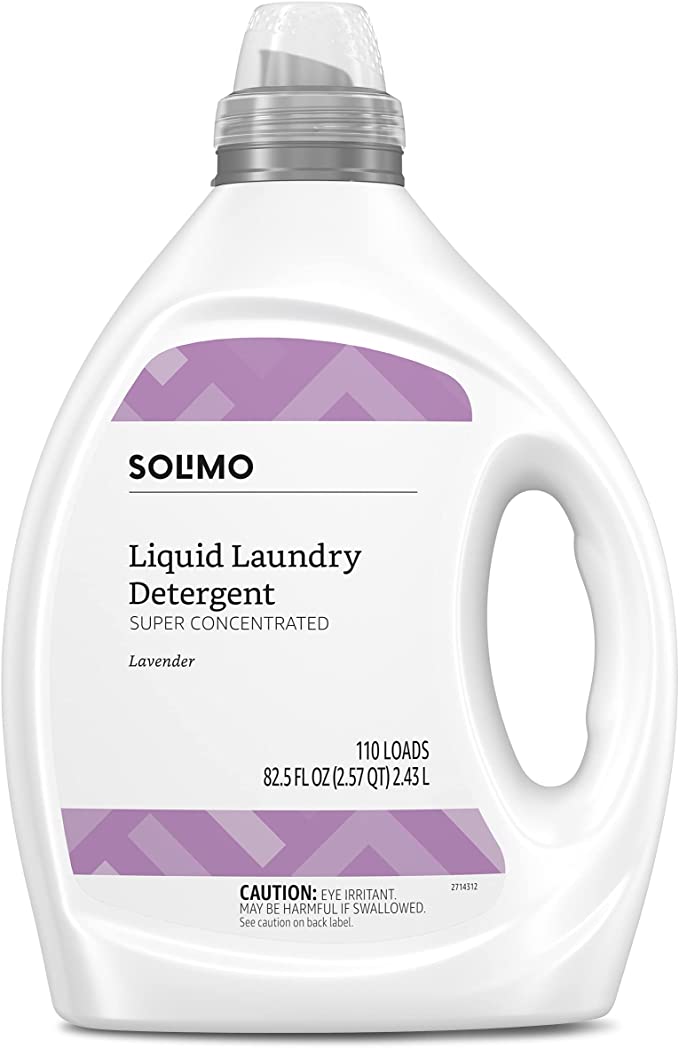 SOLIMO
Liquid Laundry
Detergent
SUPER CONCENTRATED
Lavender
110 LOADS
82.5 FL OZ (2.57 QT) 2.43 L
2714312
CAUTION: EYE IRRITANT.
MAY BE HARMFUL IF SWALLOWED.
See caution on back label.